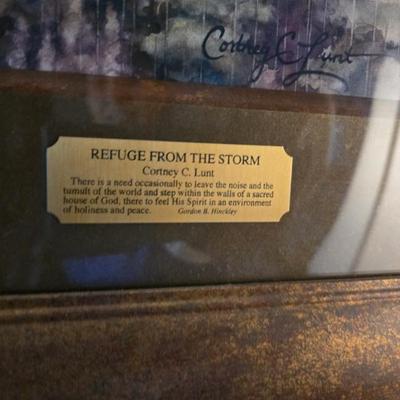 Cortney C Lunt
REFUGE FROM THE STORM
Cortney C. Lunt
There is a need occasionally to leave the noise and the
tumult of the world and step within the walls of a sacred
house of God, there to feel His Spirit in an environment
of holiness and peace. Gordon B. Hinckley